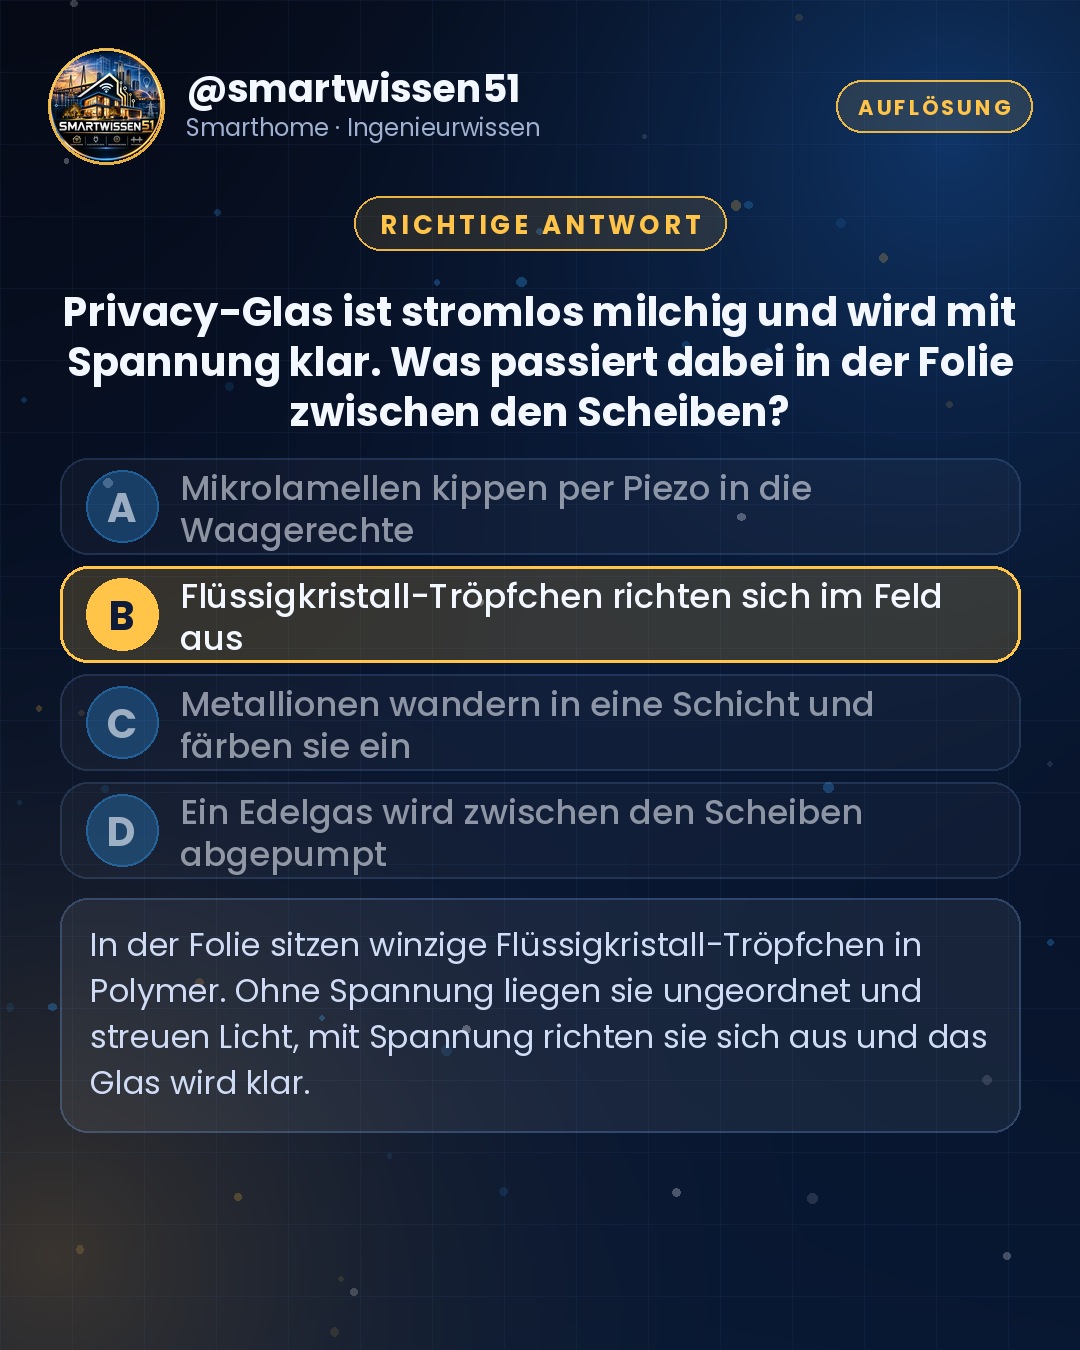 @smartwissen51
Smarthome · Ingenieurwissen
SMARTWISSEN51
AUFLÖSUNG
RICHTIGE ANTWORT
Privacy-Glas ist stromlos milchig und wird mit
Spannung klar. Was passiert dabei in der Folie
zwischen den Scheiben?
A
Mikrolamellen kippen per Piezo in die
Waagerechte
B
Flüssigkristall-Tröpfchen richten sich im Feld
aus
C
Metallionen wandern in eine Schicht und
färben sie ein
D
Ein Edelgas wird zwischen den Scheiben
abgepumpt
In der Folie sitzen winzige Flüssigkristall-Tröpfchen in
Polymer. Ohne Spannung liegen sie ungeordnet und
streuen Licht, mit Spannung richten sie sich aus und das
Glas wird klar.